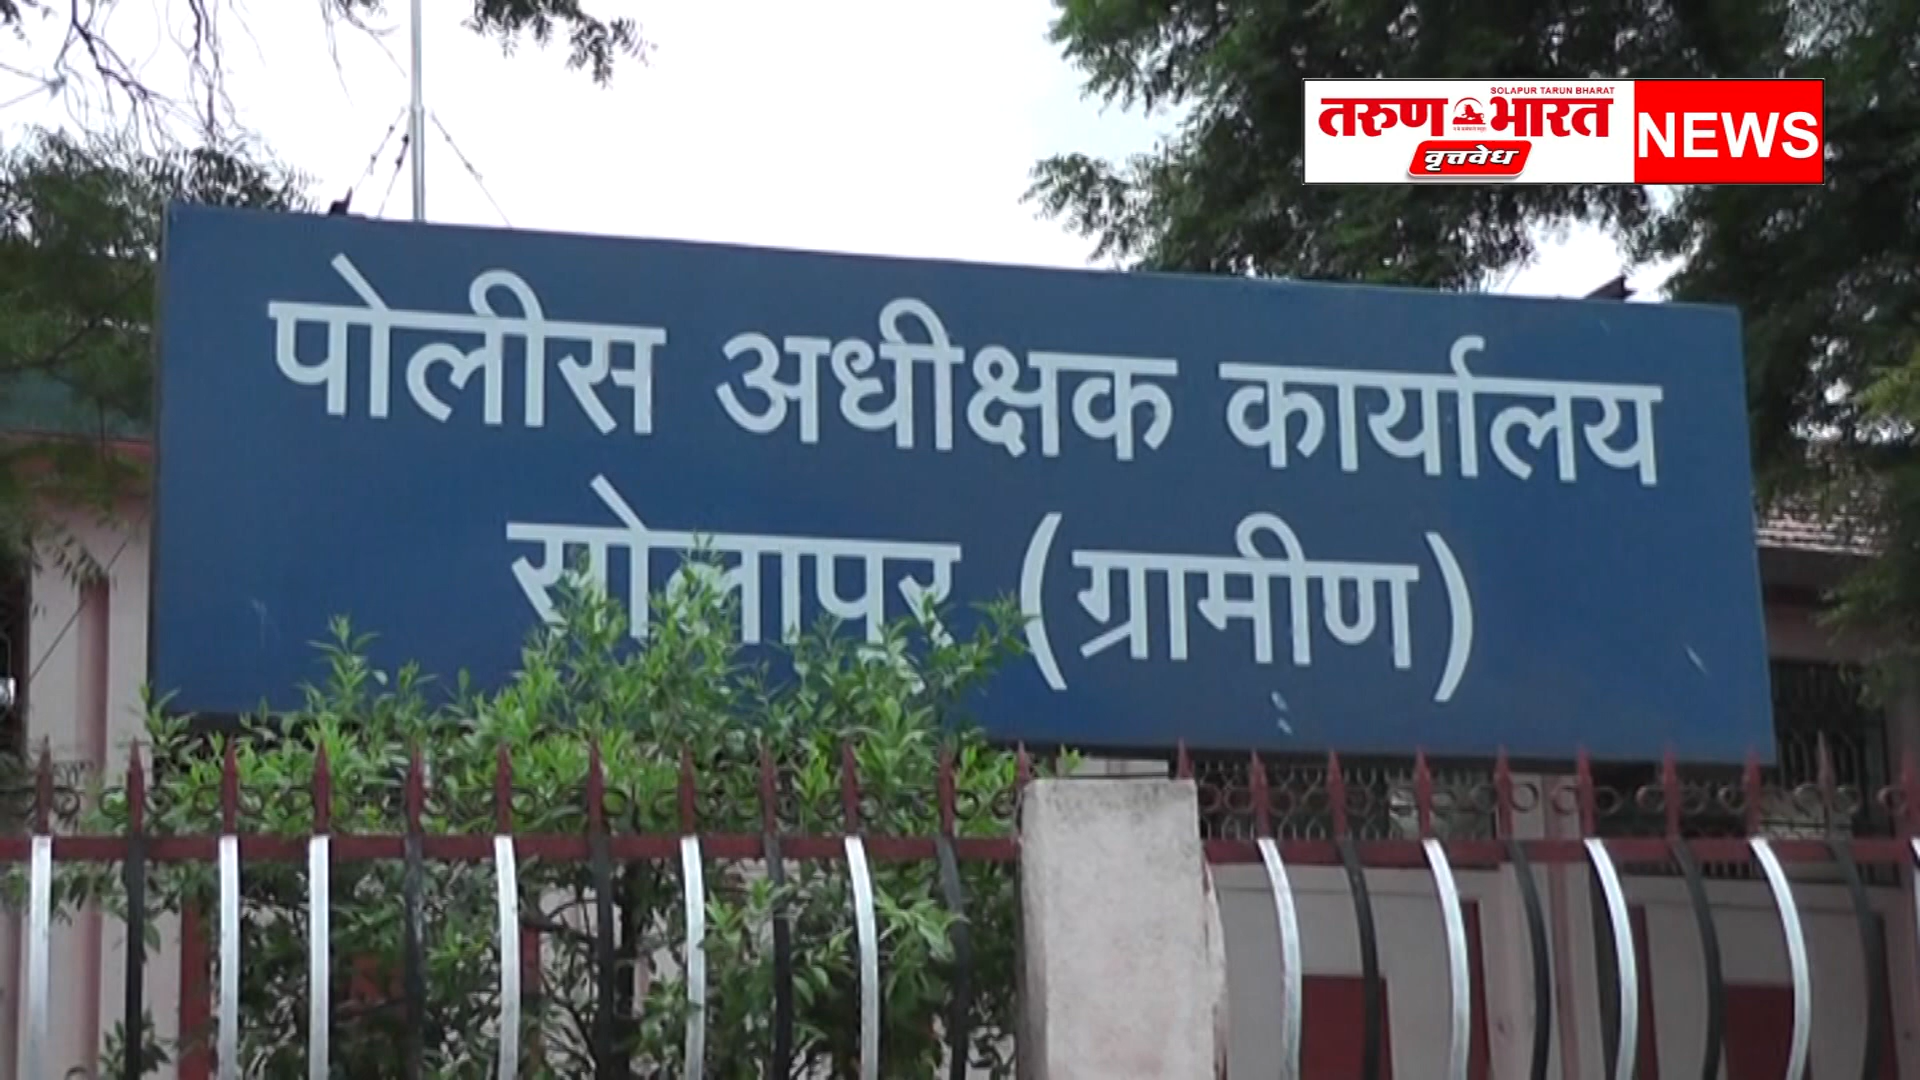 SOLAPUR TARUN BHARAT
तरुण भारत
NEWS
वृत्तवेध
पोलीस अधीक्षक कार्यालय
सोलापूर (ग्रामीण)